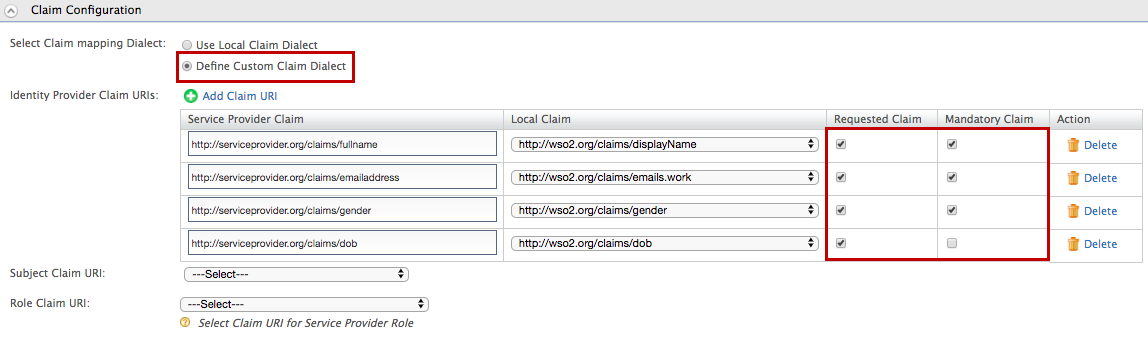 Claim Configuration
Select Claim mapping Dialect:
Use Local Claim Dialect
Define Custom Claim Dialect
Identity Provider Claim URIs:
Add Claim URI
Service Provider Claim Local Claim Requested Claim Mandatory Claim Action
http://serviceprovider.org/claims/fullname http://wso2.org/claims/displayName Delete
http://serviceprovider.org/claims/emailaddress http://wso2.org/claims/emails.work Delete
http://serviceprovider.org/claims/gender http://wso2.org/claims/gender Delete
http://serviceprovider.org/claims/dob http://wso2.org/claims/dob Delete
Subject Claim URI: ---Select---
Role Claim URI: ---Select---
Select Claim URI for Service Provider Role